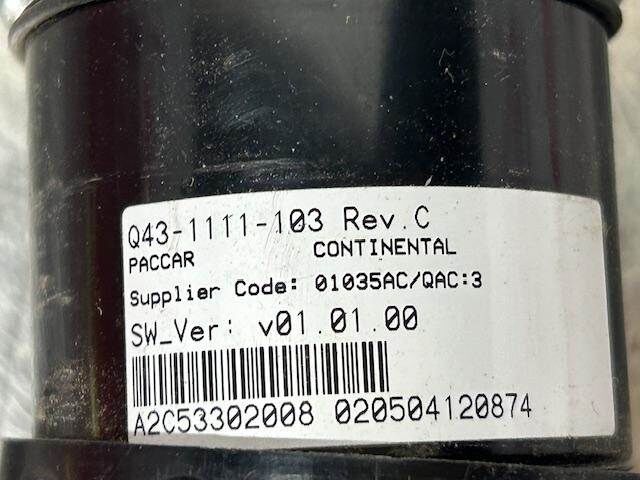 Q43-1111-103 Rev.C
PACCAR CONTINENTAL
Supplier Code: 01035AC/QAC:3
SW_Ver: v01.01.00
A2C53302008 020504120874